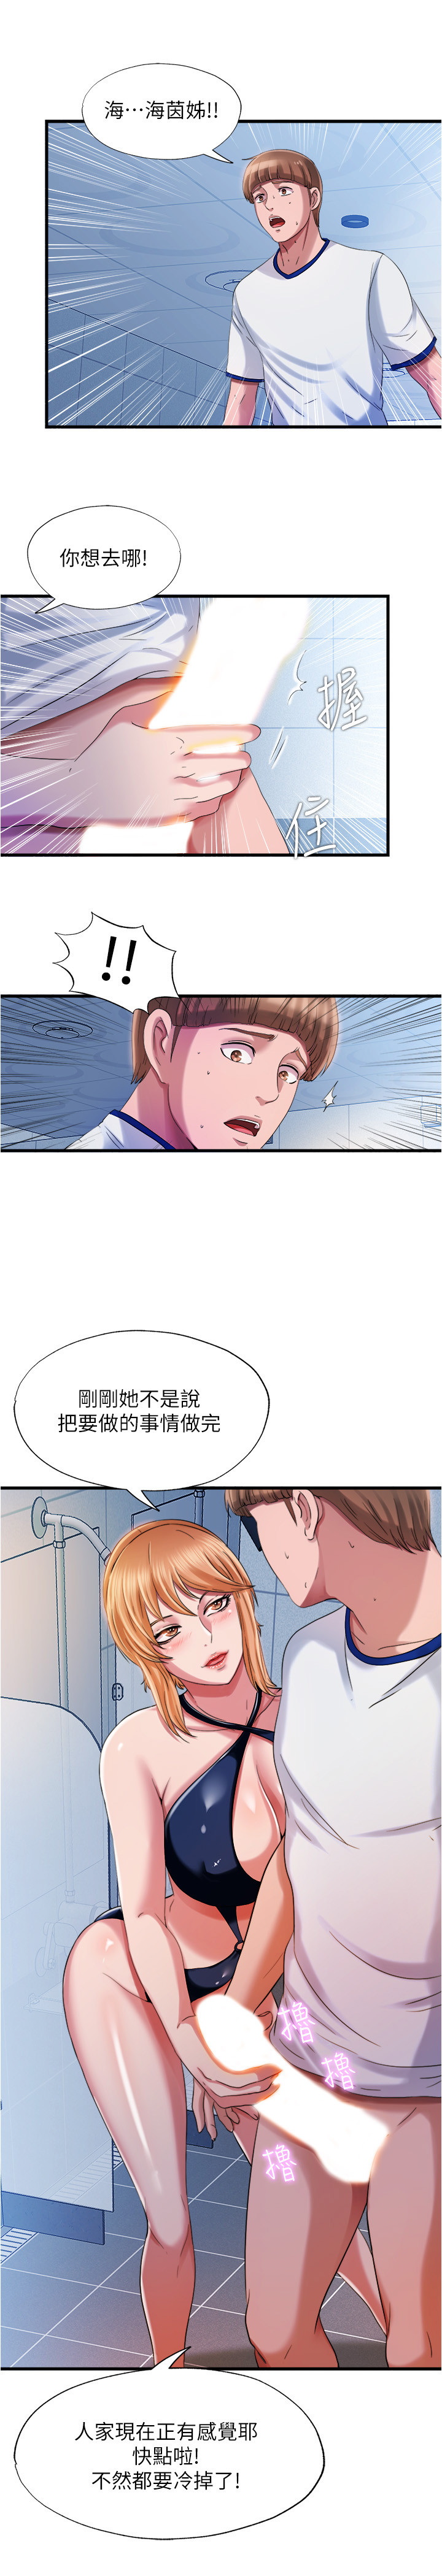 海…海茵姊!!
你想去哪!
握
住
!!
剛剛她不是說
把要做的事情做完
擼
擼
擼
人家現在正有感覺耶
快點啦!
不然都要冷掉了!